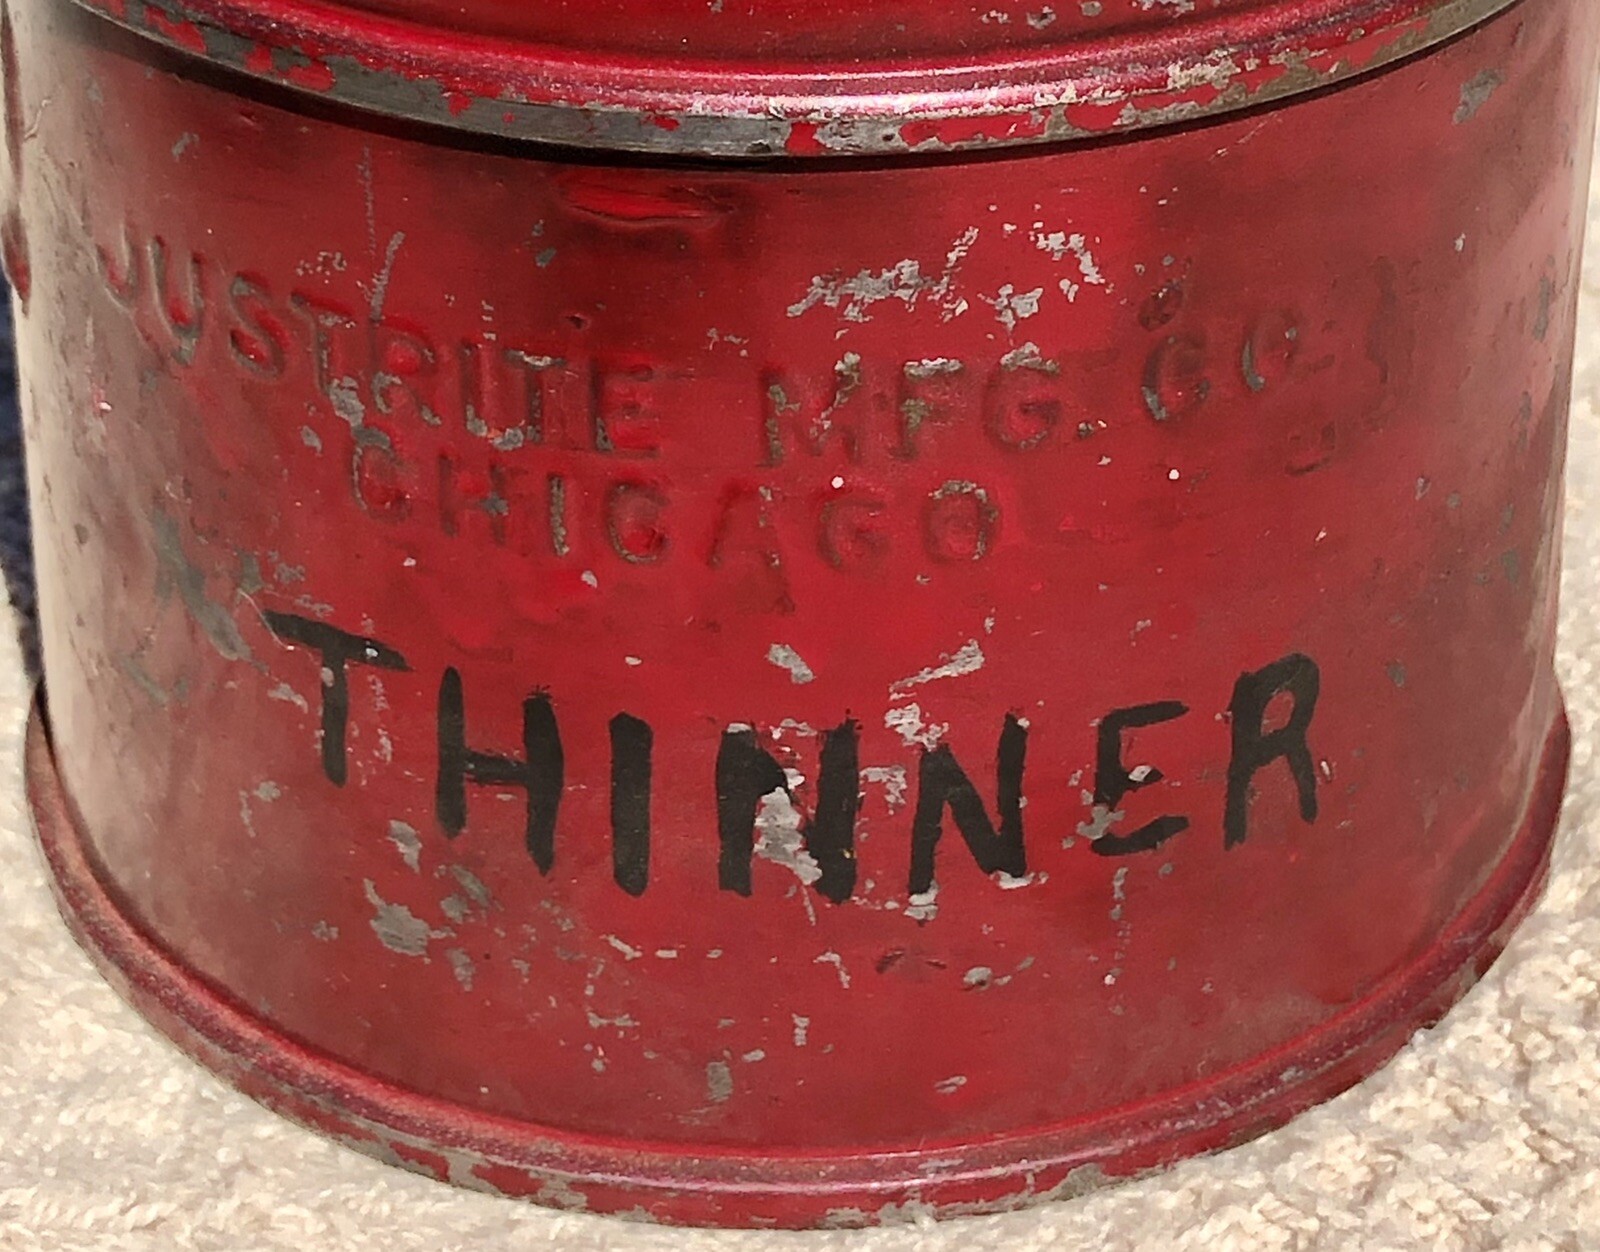 JUSTRITE MFG. CO.
CHICAGO
THINNER